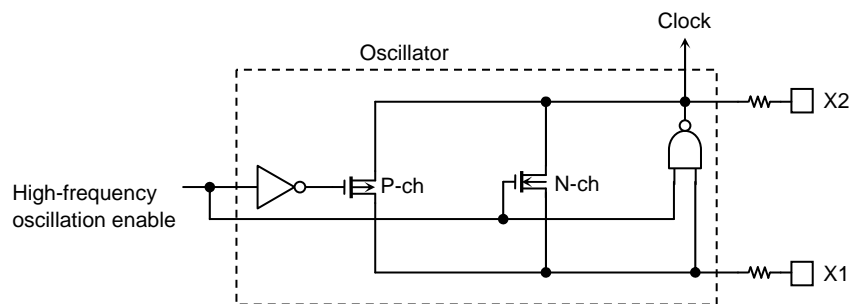 Clock
Oscillator
X2
P-ch
N-ch
High-frequency
oscillation enable
X1